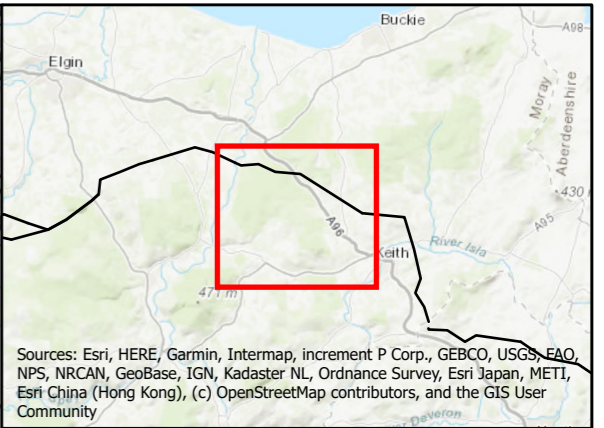 Buckie
A98
Elgin
Moray
Aberdeenshire
430
A96
A95
Keith
River Isla
471 m
Sources: Esri, HERE, Garmin, Intermap, increment P Corp., GEBCO, USGS, FAO,
NPS, NRCAN, GeoBase, IGN, Kadaster NL, Ordnance Survey, Esri Japan, METI,
Esri China (Hong Kong), (c) OpenStreetMap contributors, and the GIS User
Community
Deveron